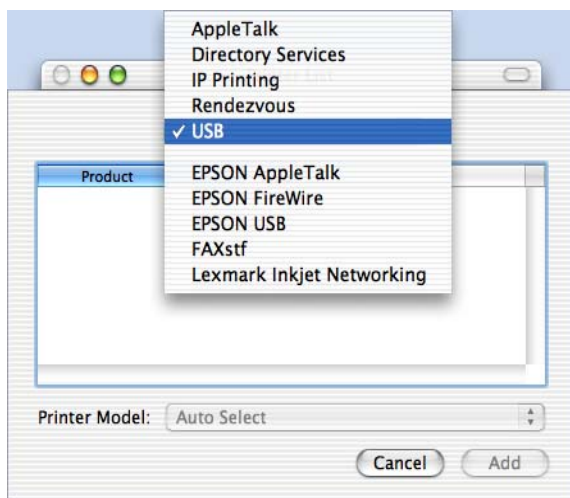 AppleTalk
Directory Services
IP Printing
Rendezvous
✓ USB
EPSON AppleTalk
EPSON FireWire
EPSON USB
FAXstf
Lexmark Inkjet Networking
Product
Printer Model: Auto Select
Cancel Add